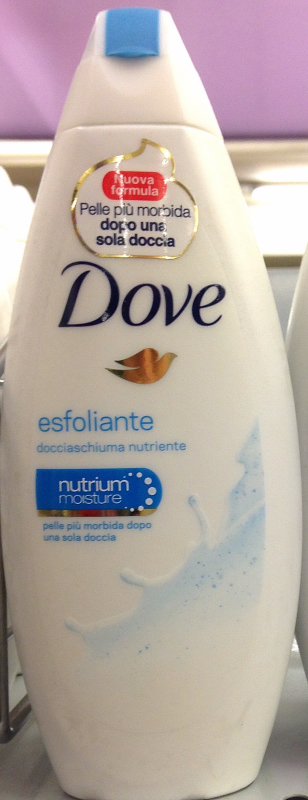 Nuova
formula
Pelle più morbida
dopo una
sola doccia
Dove
esfoliante
docciaschiuma nutriente
nutrium
moisture
pelle più morbida dopo
una sola doccia